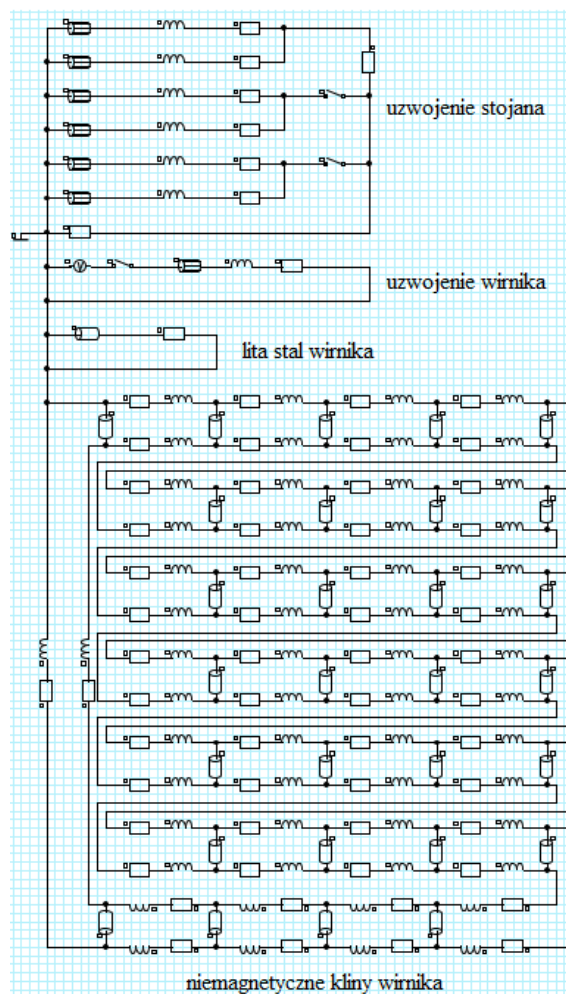 uzwojenie stojana
uzwojenie wirnika
lita stal wirnika
niemagnetyczne kliny wirnika